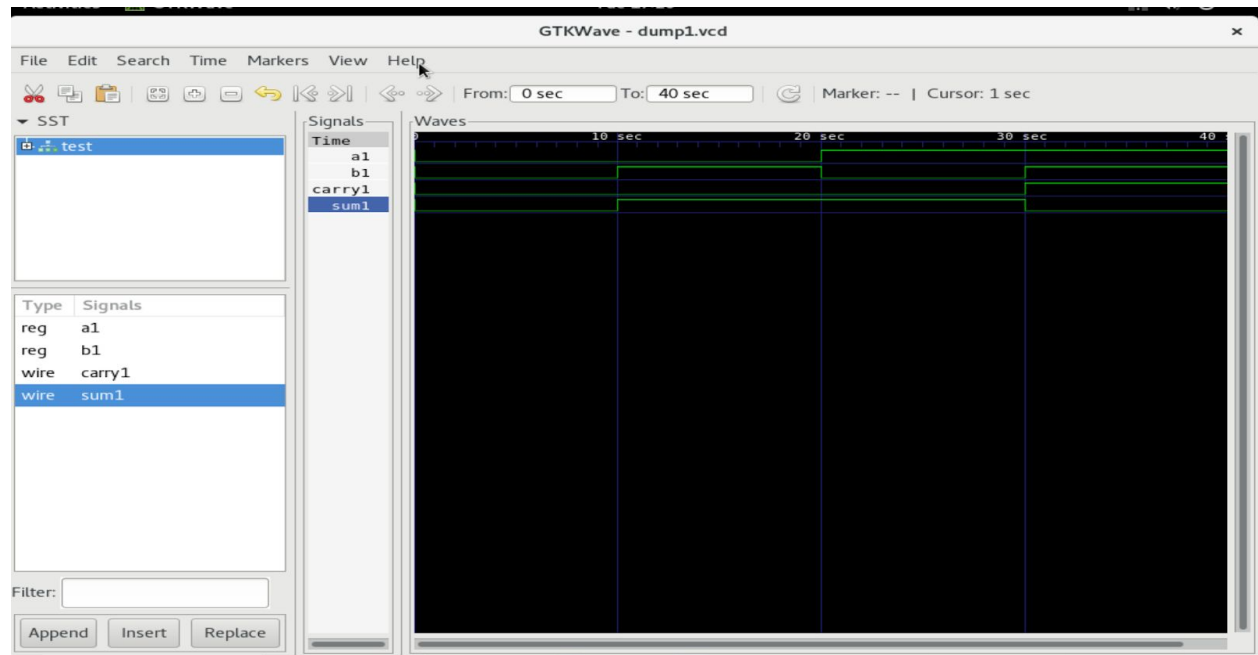 GTKWave - dump1.vcd
File Edit Search Time Markers View Help
From: 0 sec To: 40 sec Marker: -- | Cursor: 1 sec
SST
test
Type Signals
reg a1
reg b1
wire carry1
wire sum1
Filter:
Append Insert Replace
Signals
Time
a1
b1
carry1
sum1
Waves
0 10 sec 20 sec 30 sec 40